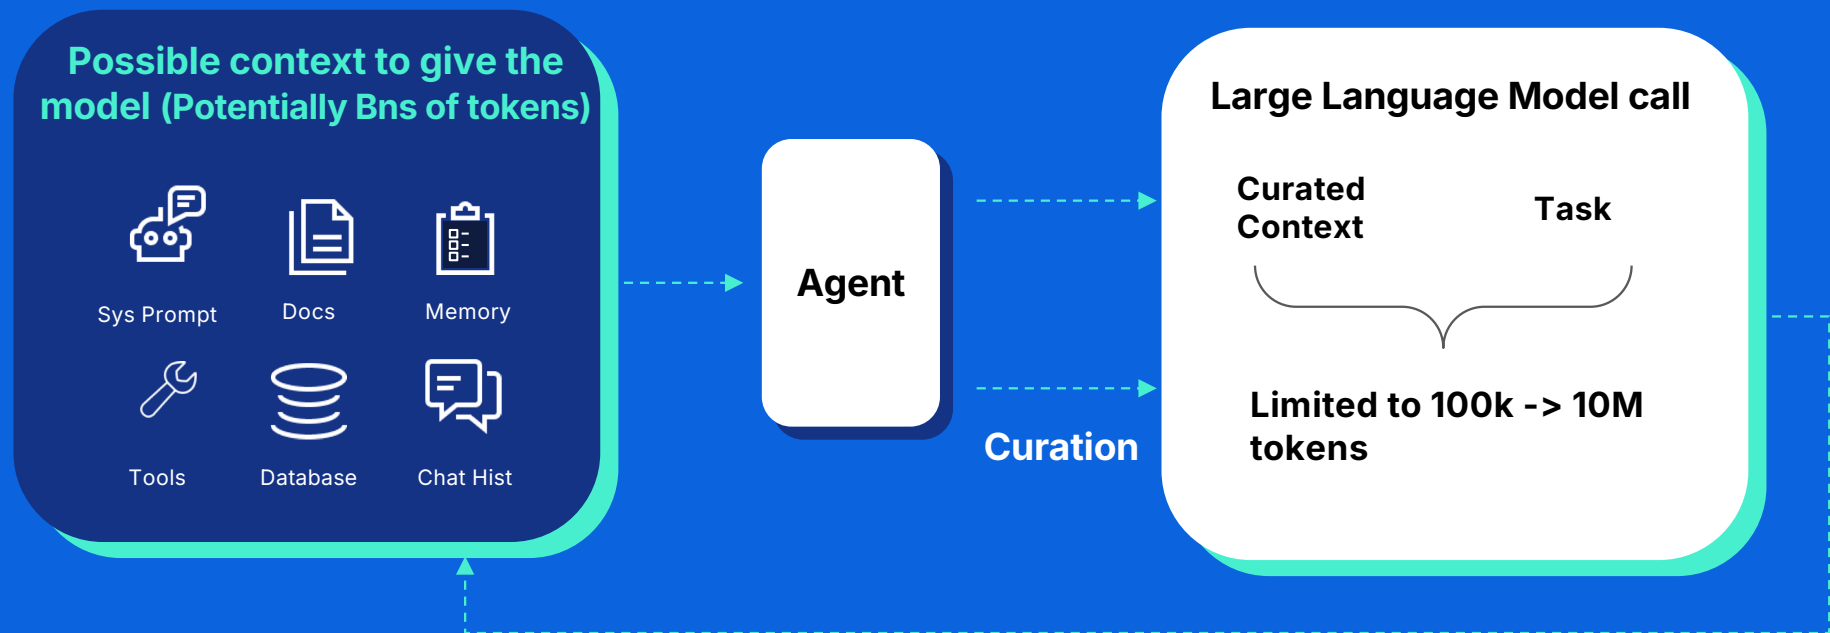 Possible context to give the
model (Potentially Bns of tokens)
Sys Prompt
Docs
Memory
Tools
Database
Chat Hist
Agent
Curation
Large Language Model call
Curated
Context
Task
Limited to 100k -> 10M
tokens